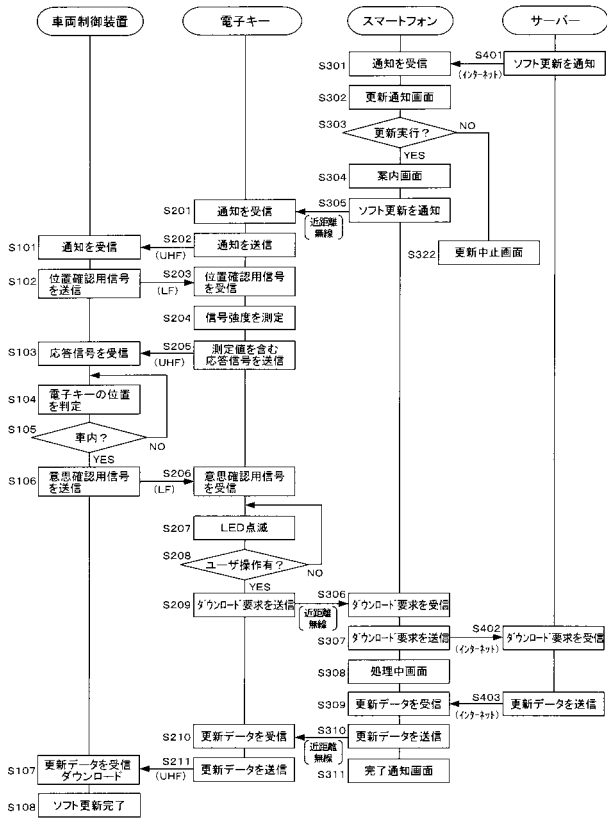 車両制御装置
電子キー
スマートフォン
サーバー
S301
通知を受信
S401
(インターネット)
ソフト更新を通知
S302
更新通知画面
S303
更新実行?
NO
YES
S304
案内画面
S201
通知を受信
S305
近距離
無線
ソフト更新を通知
S101
通知を受信
S202
(UHF)
通知を送信
S322
更新中止画面
S102
位置確認用信号
を送信
S203
(LF)
位置確認用信号
を受信
S204
信号強度を測定
S103
応答信号を受信
S205
(UHF)
測定値を含む
応答信号を送信
S104
電子キーの位置
を判定
S105
車内?
NO
YES
S106
意思確認用信号
を送信
S206
(LF)
意思確認用信号
を受信
S207
LED点滅
S208
ユーザ操作有?
NO
YES
S209
ダウンロード要求を送信
S306
近距離
無線
ダウンロード要求を受信
S307
ダウンロード要求を送信
S402
(インターネット)
ダウンロード要求を受信
S308
処理中画面
S309
更新データを受信
S403
(インターネット)
更新データを送信
S210
更新データを受信
S310
近距離
無線
更新データを送信
S107
更新データを受信
ダウンロード
S211
(UHF)
更新データを送信
S311
完了通知画面
S108
ソフト更新完了